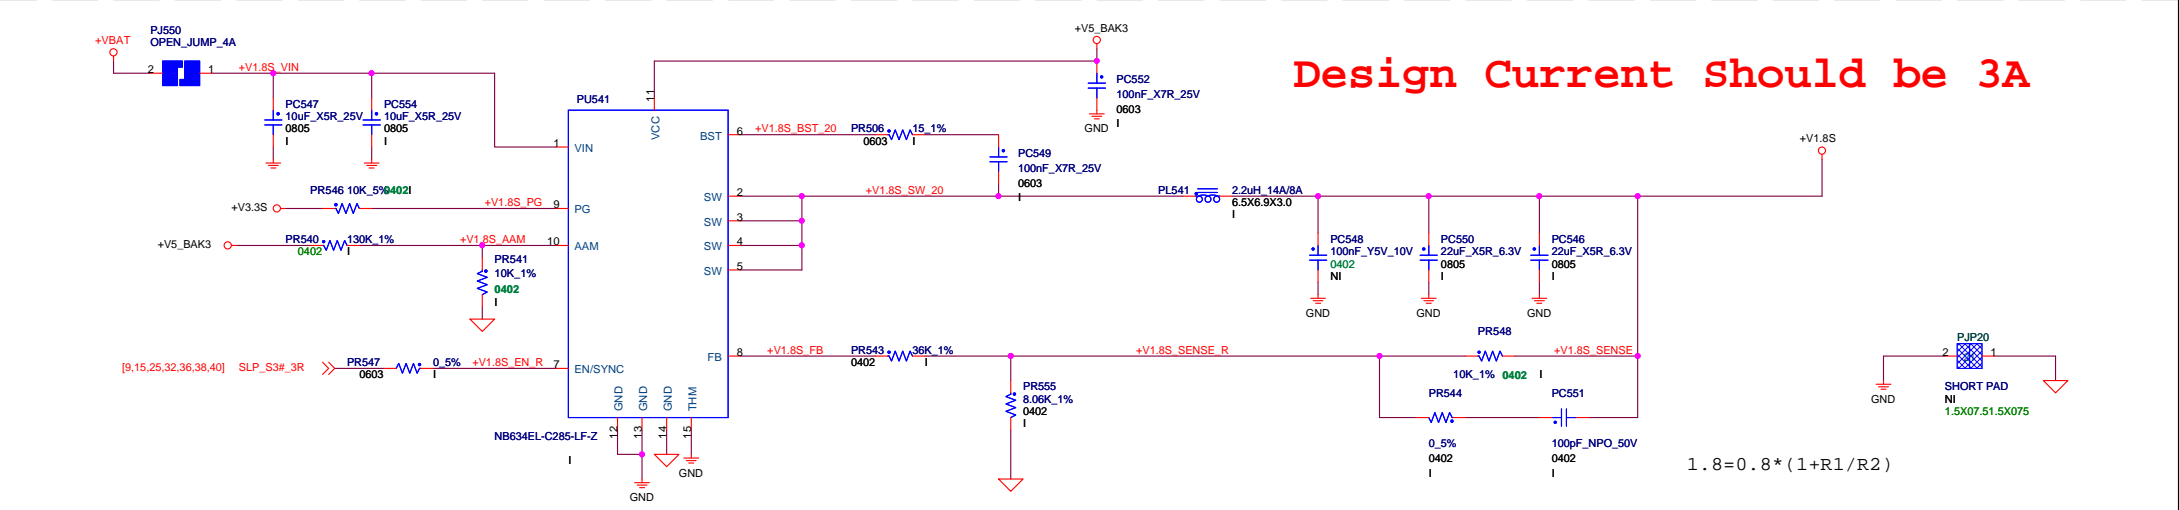 Design Current Should be 3A
+VBAT
PJ550
OPEN_JUMP_4A
2
1
+V1.8S_VIN
PC547
10uF_X5R_25V
0805
I
PC554
10uF_X5R_25V
0805
I
+V5_BAK3
PC552
100nF_X7R_25V
0603
I
GND
PU541
11
VCC
1
VIN
PR546 10K_5%
0402
I
+V3.3S
+V1.8S_PG
9
PG
+V5_BAK3
PR540
130K_1%
0402
I
+V1.8S_AAM
10
AAM
PR541
10K_1%
0402
I
[9,15,25,32,36,38,40]
SLP_S3#_3R
PR547
0603
0_5%
I
+V1.8S_EN_R
7
EN/SYNC
BST
6
+V1.8S_BST_20
PR506
15_1%
0603
I
PC549
100nF_X7R_25V
0603
I
SW
2
SW
3
SW
4
SW
5
+V1.8S_SW_20
PL541
2.2uH_14A/8A
6.5X6.9X3.0
I
+V1.8S
PC548
100nF_Y5V_10V
0402
NI
GND
PC550
22uF_X5R_6.3V
0805
I
GND
PC546
22uF_X5R_6.3V
0805
I
GND
FB
8
+V1.8S_FB
PR543
36K_1%
0402
I
+V1.8S_SENSE_R
PR555
8.06K_1%
0402
I
PR548
+V1.8S_SENSE
10K_1%
0402
I
PR544
0_5%
0402
I
PC551
100pF_NPO_50V
0402
I
GND
GND
GND
THM
12
13
14
15
NB634EL-C285-LF-Z
I
GND
GND
PJP20
2
1
GND
SHORT PAD
NI
1.5X07.51.5X075
1.8=0.8*(1+R1/R2)